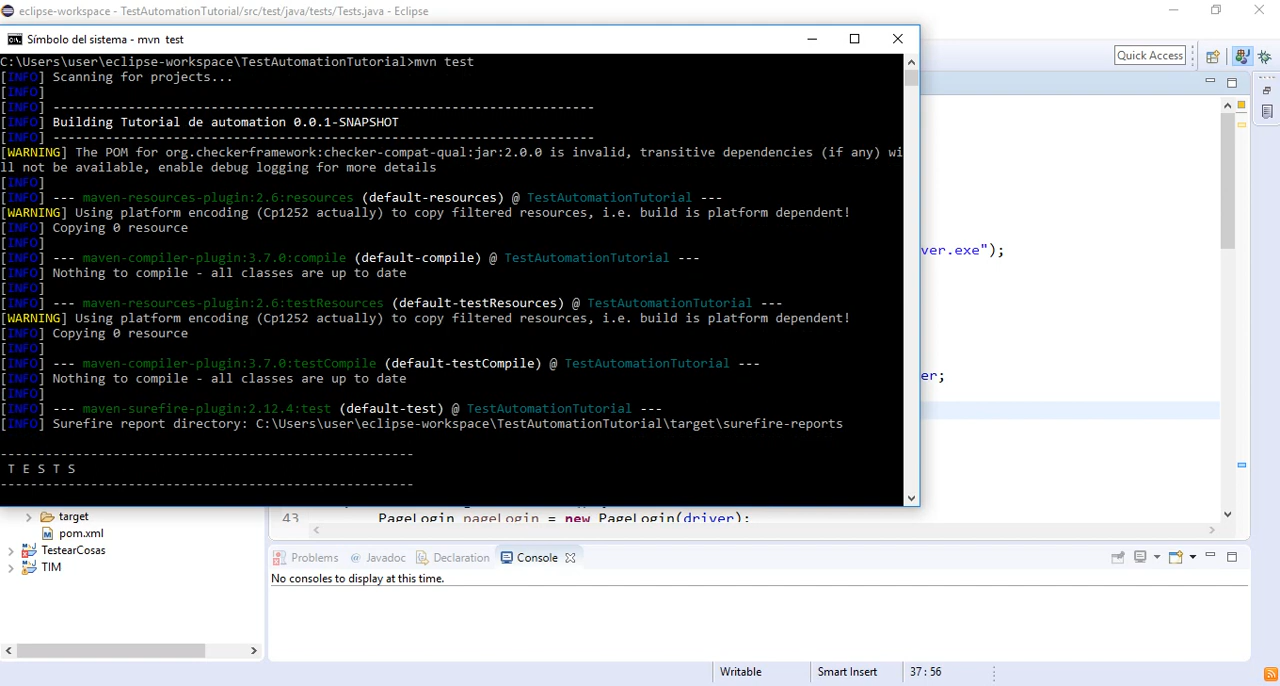 eclipse-workspace - TestAutomationTutorial/src/test/java/tests/Tests.java - Eclipse
Símbolo del sistema - mvn test
C:\Users\user\eclipse-workspace\TestAutomationTutorial>mvn test
[INFO] Scanning for projects...
[INFO]
[INFO] ------------------------------------------------------------------------
[INFO] Building Tutorial de automation 0.0.1-SNAPSHOT
[INFO] ------------------------------------------------------------------------
[WARNING] The POM for org.checkerframework:checker-compat-qual:jar:2.0.0 is invalid, transitive dependencies (if any) wi
ll not be available, enable debug logging for more details
[INFO]
[INFO] --- maven-resources-plugin:2.6:resources (default-resources) @ TestAutomationTutorial ---
[WARNING] Using platform encoding (Cp1252 actually) to copy filtered resources, i.e. build is platform dependent!
[INFO] Copying 0 resource
[INFO]
[INFO] --- maven-compiler-plugin:3.7.0:compile (default-compile) @ TestAutomationTutorial ---
[INFO] Nothing to compile - all classes are up to date
[INFO]
[INFO] --- maven-resources-plugin:2.6:testResources (default-testResources) @ TestAutomationTutorial ---
[WARNING] Using platform encoding (Cp1252 actually) to copy filtered resources, i.e. build is platform dependent!
[INFO] Copying 0 resource
[INFO]
[INFO] --- maven-compiler-plugin:3.7.0:testCompile (default-testCompile) @ TestAutomationTutorial ---
[INFO] Nothing to compile - all classes are up to date
[INFO]
[INFO] --- maven-surefire-plugin:2.12.4:test (default-test) @ TestAutomationTutorial ---
[INFO] Surefire report directory: C:\Users\user\eclipse-workspace\TestAutomationTutorial\target\surefire-reports
-------------------------------------------------------
T E S T S
-------------------------------------------------------
Quick Access
ver.exe");
er;
43 PageLogin pageLogin = new PageLogin(driver);
target
pom.xml
TestearCosas
TIM
Problems Javadoc Declaration Console
No consoles to display at this time.
Writable Smart Insert 37 : 56